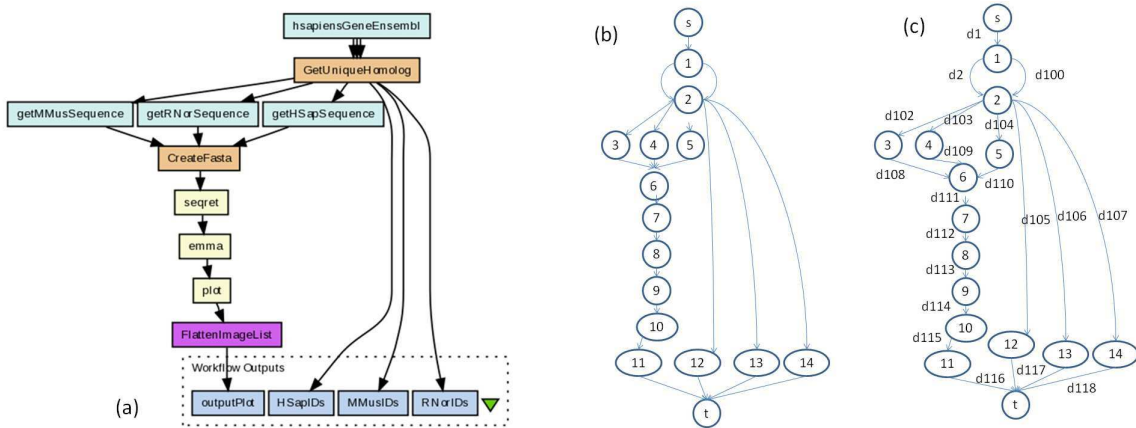 hsapiensGeneEnsembl
GetUniqueHomolog
getMMusSequence getRNorSequence getHSapSequence
CreateFasta
seqret
emma
plot
FlattenImageList
Workflow Outputs
outputPlot HSapIDs MMusIDs RNorIDs
(a)
(b)
s
1
2
3 4 5
6
7
8
9
10
11 12 13 14
t
(c)
s
d1
1
d2 d100
2
d102 d103 d104
3 4 5
d109
d108 6 d110
d111
7 d105 d106 d107
d112
8
d113
9
d114
10
d115 12 13 14
11
d116 d117
d118
t